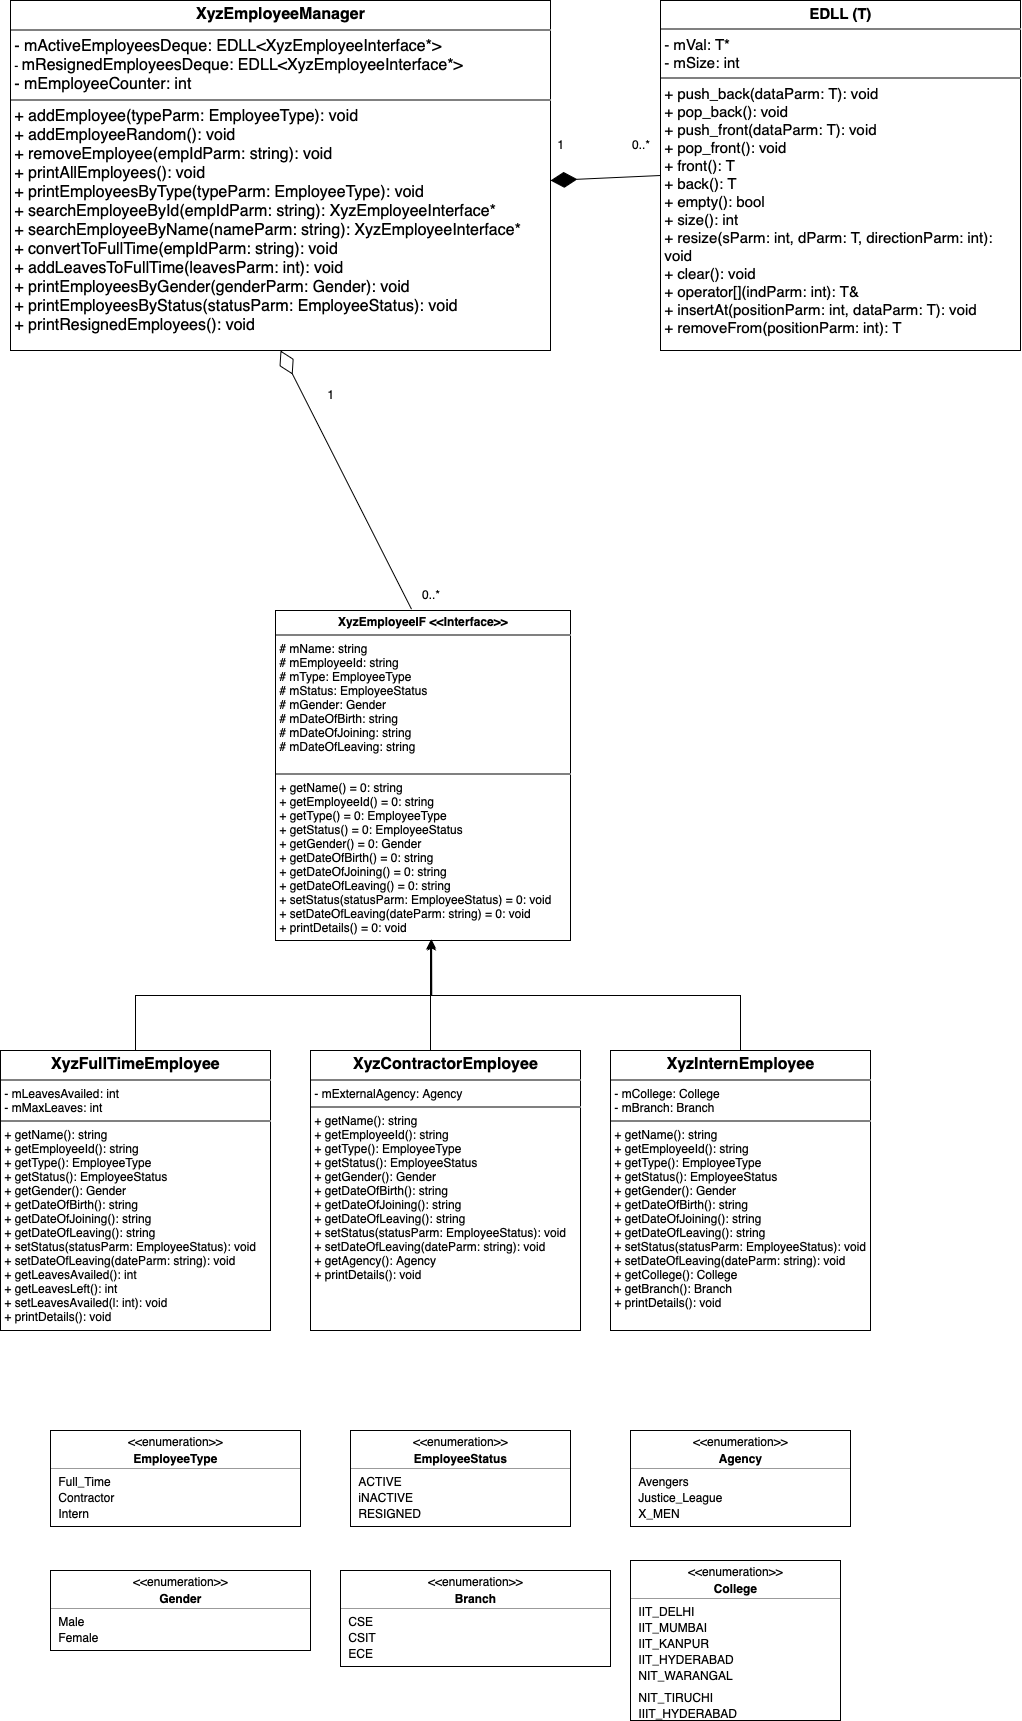 XyzEmployeeManager
- mActiveEmployeesDeque: EDLL<XyzEmployeeInterface*>
- mResignedEmployeesDeque: EDLL<XyzEmployeeInterface*>
- mEmployeeCounter: int
+ addEmployee(typeParm: EmployeeType): void
+ addEmployeeRandom(): void
+ removeEmployee(empIdParm: string): void
+ printAllEmployees(): void
+ printEmployeesByType(typeParm: EmployeeType): void
+ searchEmployeeById(empIdParm: string): XyzEmployeeInterface*
+ searchEmployeeByName(nameParm: string): XyzEmployeeInterface*
+ convertToFullTime(empIdParm: string): void
+ addLeavesToFullTime(leavesParm: int): void
+ printEmployeesByGender(genderParm: Gender): void
+ printEmployeesByStatus(statusParm: EmployeeStatus): void
+ printResignedEmployees(): void
1
0..*
EDLL (T)
- mVal: T*
- mSize: int
+ push_back(dataParm: T): void
+ pop_back(): void
+ push_front(dataParm: T): void
+ pop_front(): void
+ front(): T
+ back(): T
+ empty(): bool
+ size(): int
+ resize(sParm: int, dParm: T, directionParm: int):
void
+ clear(): void
+ operator[](indParm: int): T&
+ insertAt(positionParm: int, dataParm: T): void
+ removeFrom(positionParm: int): T
1
0..*
XyzEmployeeIF <<Interface>>
# mName: string
# mEmployeeId: string
# mType: EmployeeType
# mStatus: EmployeeStatus
# mGender: Gender
# mDateOfBirth: string
# mDateOfJoining: string
# mDateOfLeaving: string
+ getName() = 0: string
+ getEmployeeId() = 0: string
+ getType() = 0: EmployeeType
+ getStatus() = 0: EmployeeStatus
+ getGender() = 0: Gender
+ getDateOfBirth() = 0: string
+ getDateOfJoining() = 0: string
+ getDateOfLeaving() = 0: string
+ setStatus(statusParm: EmployeeStatus) = 0: void
+ setDateOfLeaving(dateParm: string) = 0: void
+ printDetails() = 0: void
XyzFullTimeEmployee
- mLeavesAvailed: int
- mMaxLeaves: int
+ getName(): string
+ getEmployeeId(): string
+ getType(): EmployeeType
+ getStatus(): EmployeeStatus
+ getGender(): Gender
+ getDateOfBirth(): string
+ getDateOfJoining(): string
+ getDateOfLeaving(): string
+ setStatus(statusParm: EmployeeStatus): void
+ setDateOfLeaving(dateParm: string): void
+ getLeavesAvailed(): int
+ getLeavesLeft(): int
+ setLeavesAvailed(l: int): void
+ printDetails(): void
XyzContractorEmployee
- mExternalAgency: Agency
+ getName(): string
+ getEmployeeId(): string
+ getType(): EmployeeType
+ getStatus(): EmployeeStatus
+ getGender(): Gender
+ getDateOfBirth(): string
+ getDateOfJoining(): string
+ getDateOfLeaving(): string
+ setStatus(statusParm: EmployeeStatus): void
+ setDateOfLeaving(dateParm: string): void
+ getAgency(): Agency
+ printDetails(): void
XyzInternEmployee
- mCollege: College
- mBranch: Branch
+ getName(): string
+ getEmployeeId(): string
+ getType(): EmployeeType
+ getStatus(): EmployeeStatus
+ getGender(): Gender
+ getDateOfBirth(): string
+ getDateOfJoining(): string
+ getDateOfLeaving(): string
+ setStatus(statusParm: EmployeeStatus): void
+ setDateOfLeaving(dateParm: string): void
+ getCollege(): College
+ getBranch(): Branch
+ printDetails(): void
<<enumeration>>
EmployeeType
Full_Time
Contractor
Intern
<<enumeration>>
EmployeeStatus
ACTIVE
iNACTIVE
RESIGNED
<<enumeration>>
Agency
Avengers
Justice_League
X_MEN
<<enumeration>>
Gender
Male
Female
<<enumeration>>
Branch
CSE
CSIT
ECE
<<enumeration>>
College
IIT_DELHI
IIT_MUMBAI
IIT_KANPUR
IIT_HYDERABAD
NIT_WARANGAL
NIT_TIRUCHI
IIIT_HYDERABAD